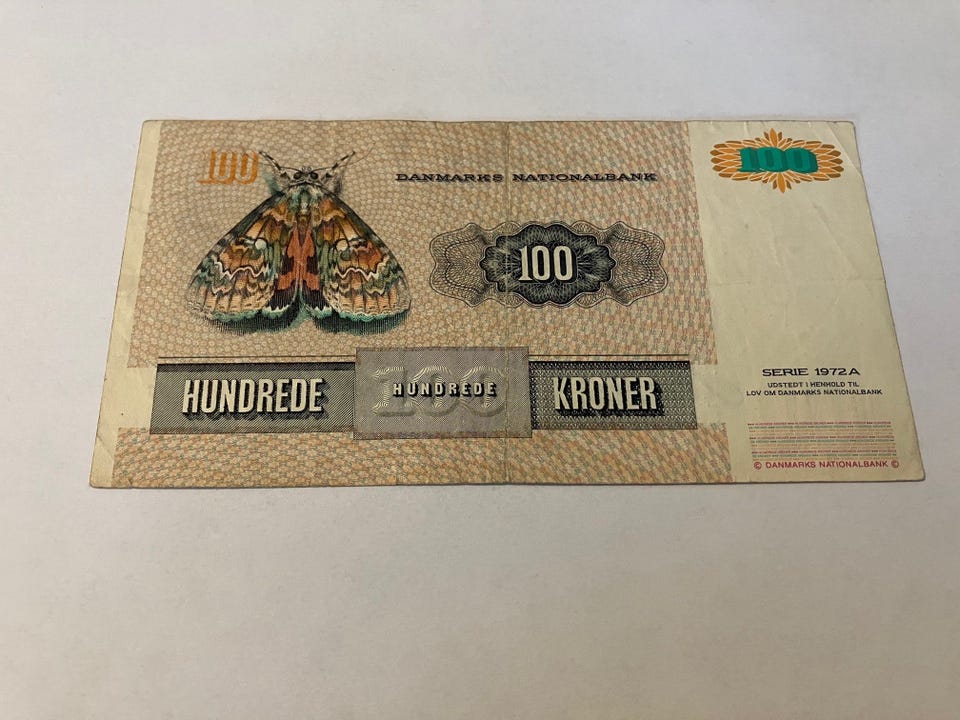 100
DANMARKS NATIONALBANK
100
100
HUNDREDE
100
HUNDREDE
KRONER
SERIE 1972A
UDSTEDT I HENHOLD TIL
LOV OM DANMARKS NATIONALBANK
© DANMARKS NATIONALBANK ©